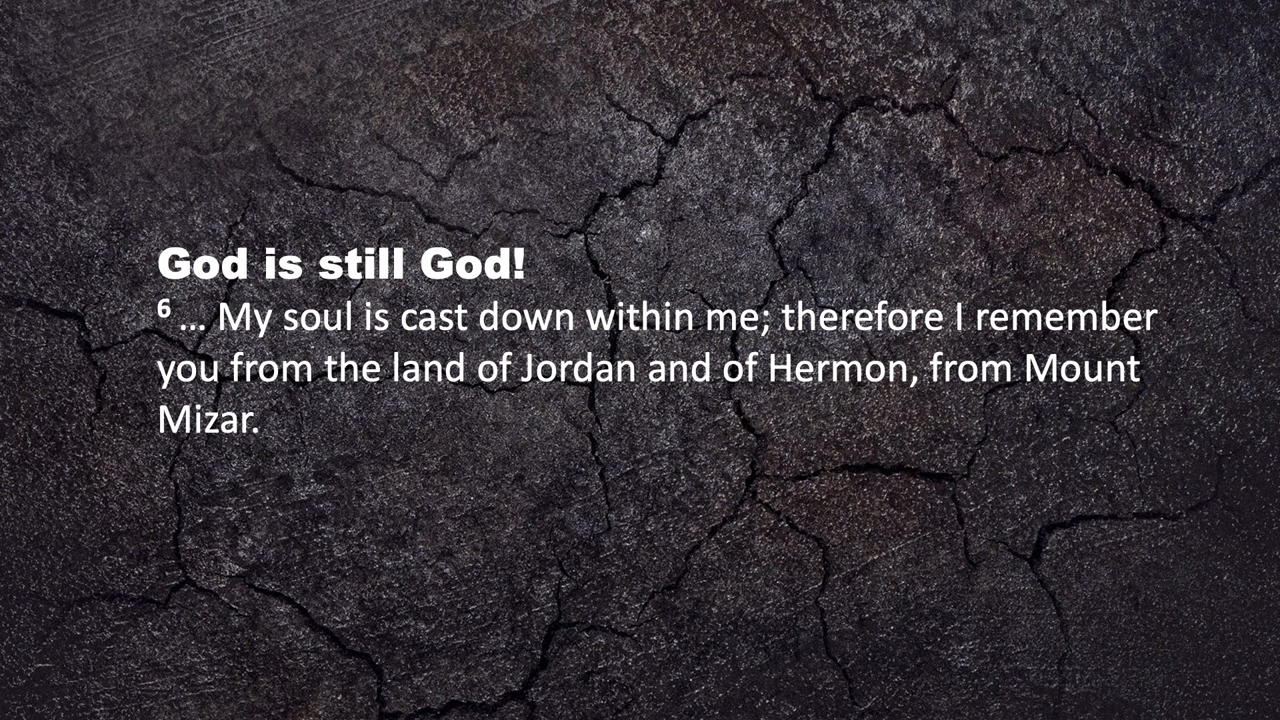 God is still God!
⁶ ... My soul is cast down within me; therefore I remember
you from the land of Jordan and of Hermon, from Mount
Mizar.